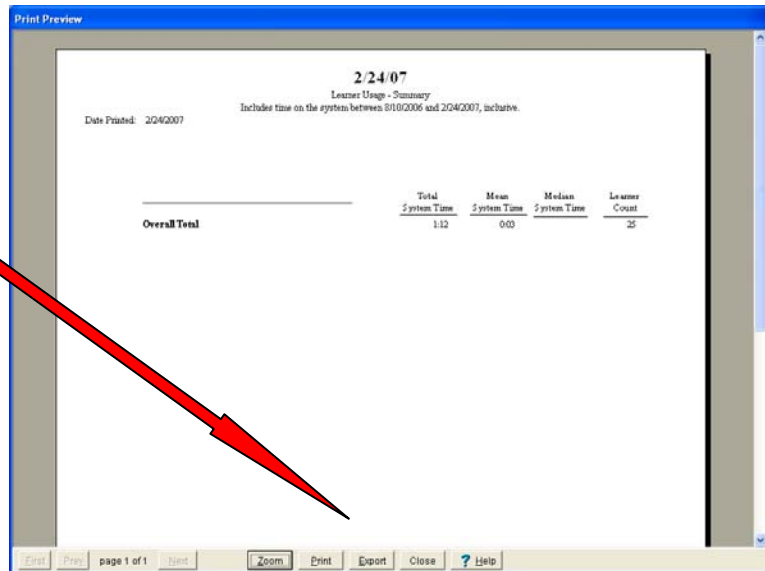 Print Preview
2/24/07
Learner Usage - Summary
Includes time on the system between 8/10/2006 and 2/24/2007, inclusive.
Date Printed: 2/24/2007
Total System Time Mean System Time Median System Time Learner Count
Overall Total 1:12 0:03 25
First Prev page 1 of 1 Next Zoom Print Export Close ? Help